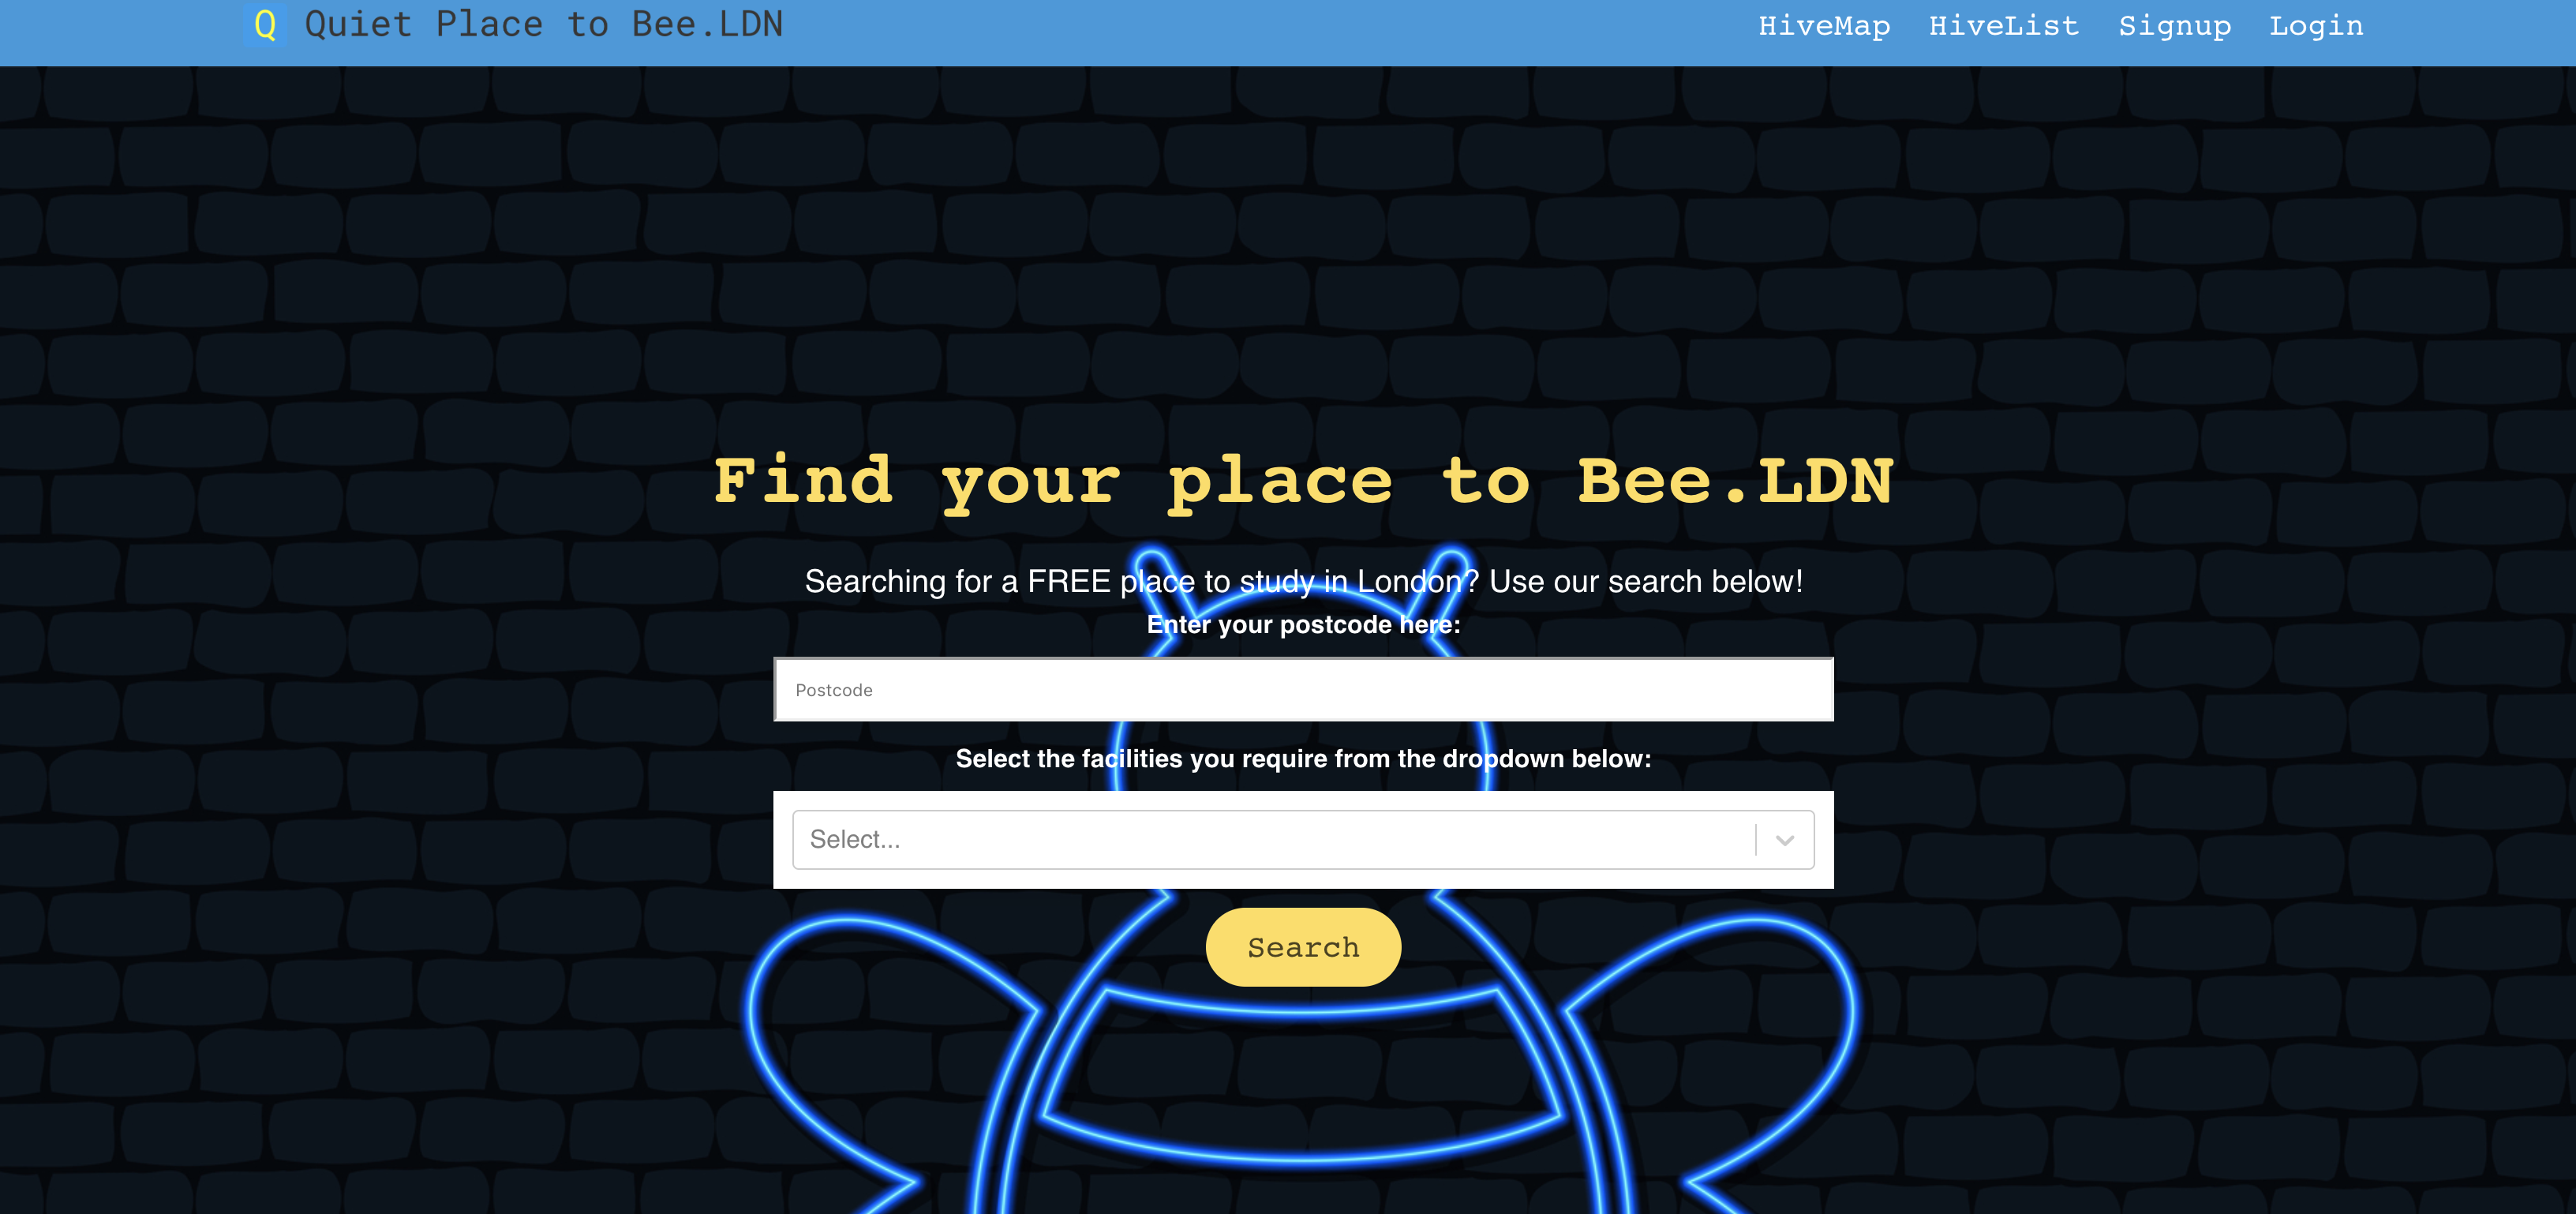 Q Quiet Place to Bee.LDN HiveMap HiveList Signup Login
Find your place to Bee.LDN
Searching for a FREE place to study in London? Use our search below!
Enter your postcode here:
Postcode
Select the facilities you require from the dropdown below:
Select...
Search